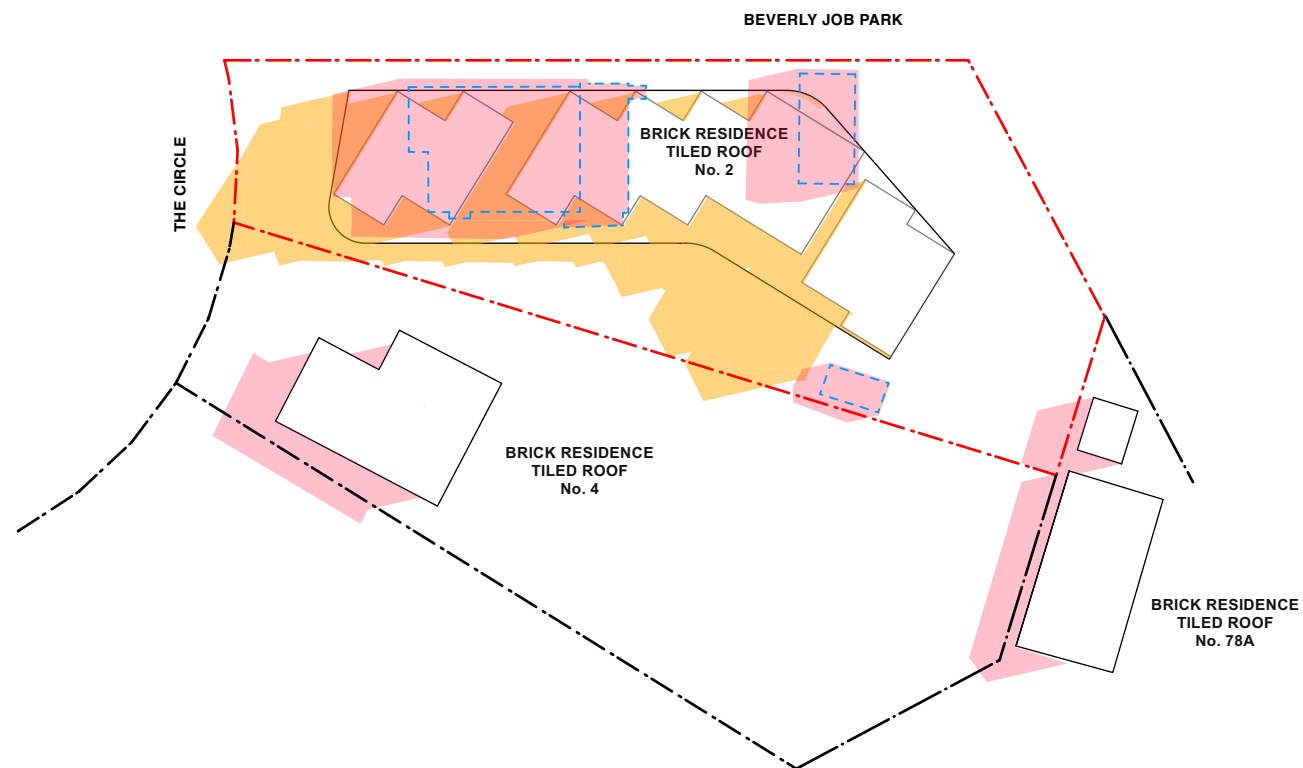 BEVERLY JOB PARK
THE CIRCLE
BRICK RESIDENCE
TILED ROOF
No. 2
BRICK RESIDENCE
TILED ROOF
No. 4
BRICK RESIDENCE
TILED ROOF
No. 78A